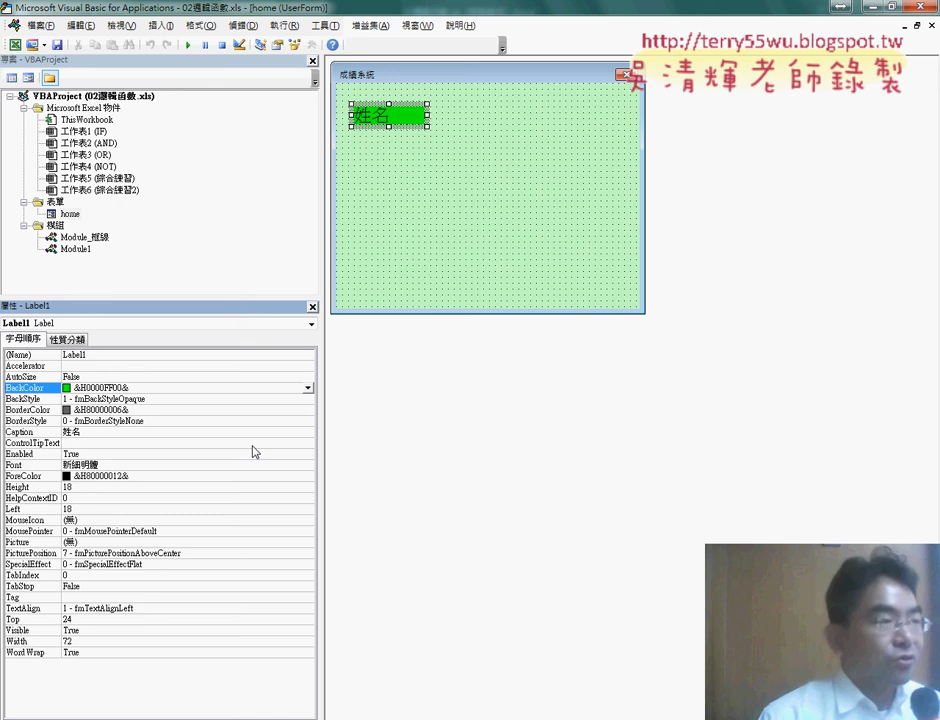 Microsoft Visual Basic for Applications - 02邏輯函數.xls - [home (UserForm)]
檔案(F) 編輯(E) 檢視(V) 插入(I) 格式(O) 偵錯(D) 執行(R) 工具(T) 增益集(A) 視窗(W) 說明(H)
http://terry55wu.blogspot.tw
吳清輝老師錄製
專案 - VBAProject
VBAProject (02邏輯函數.xls)
Microsoft Excel 物件
ThisWorkbook
工作表1 (IF)
工作表2 (AND)
工作表3 (OR)
工作表4 (NOT)
工作表5 (綜合練習)
工作表6 (綜合練習2)
表單
home
模組
Module_框線
Module1
成績系統
姓名
屬性 - Label1
Label1 Label
字母順序 性質分類
(Name) Label1
Accelerator
AutoSize False
BackColor &H0000FF00&
BackStyle 1 - fmBackStyleOpaque
BorderColor &H80000006&
BorderStyle 0 - fmBorderStyleNone
Caption 姓名
ControlTipText
Enabled True
Font 新細明體
ForeColor &H80000012&
Height 18
HelpContextID 0
Left 18
MouseIcon (無)
MousePointer 0 - fmMousePointerDefault
Picture (無)
PicturePosition 7 - fmPicturePositionAboveCenter
SpecialEffect 0 - fmSpecialEffectFlat
TabIndex 0
TabStop False
Tag
TextAlign 1 - fmTextAlignLeft
Top 24
Visible True
Width 72
WordWrap True